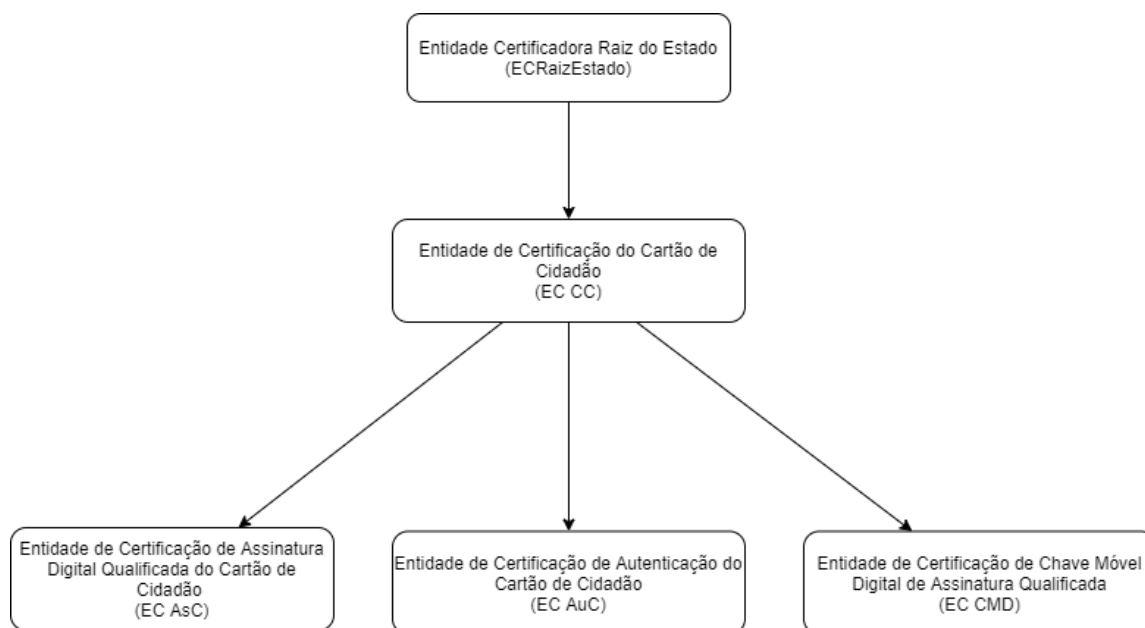 Entidade Certificadora Raiz do Estado
(ECRaizEstado)
Entidade de Certificação do Cartão de
Cidadão
(EC CC)
Entidade de Certificação de Assinatura
Digital Qualificada do Cartão de
Cidadão
(EC AsC)
Entidade de Certificação de Autenticação do
Cartão de Cidadão
(EC AuC)
Entidade de Certificação de Chave Móvel
Digital de Assinatura Qualificada
(EC CMD)